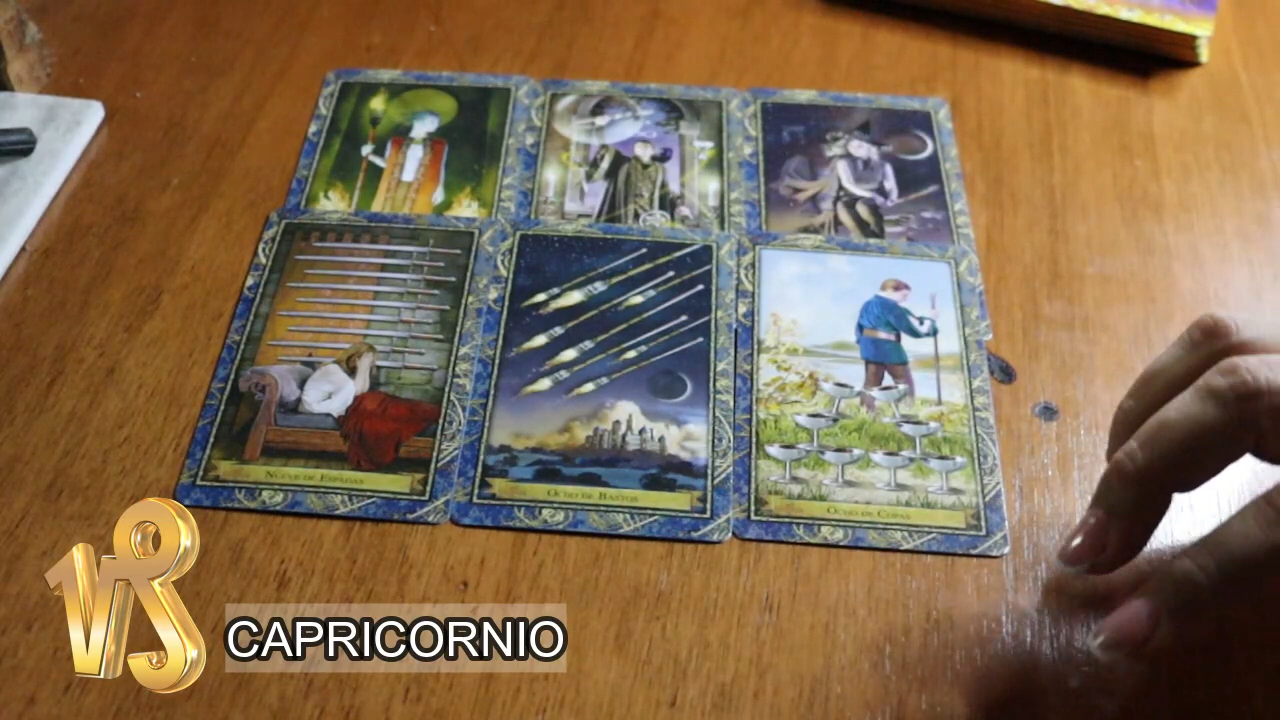 NUEVE DE ESPADAS
OCHO DE BASTOS
OCHO DE COPAS
CAPRICORNIO